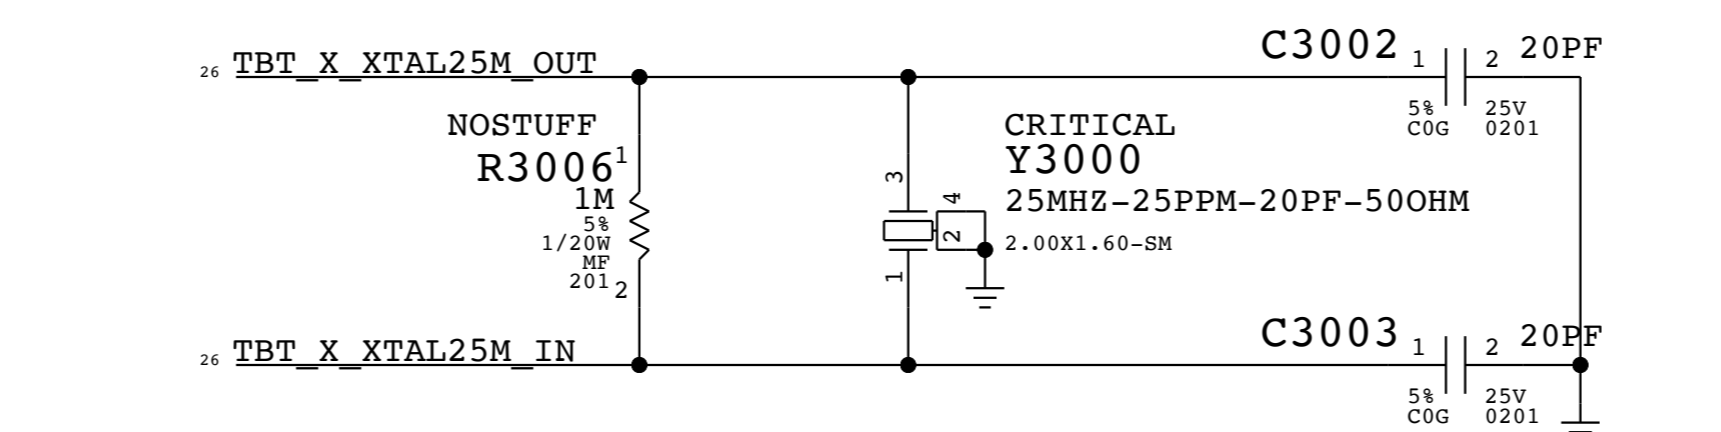 C3002
1
2
20PF
26
TBT_X_XTAL25M_OUT
5%
25V
C0G
0201
NOSTUFF
R3006
1
1M
5%
1/20W
MF
201
2
CRITICAL
Y3000
25MHZ-25PPM-20PF-50OHM
2.00X1.60-SM
3
4
2
1
C3003
1
2
20PF
26
TBT_X_XTAL25M_IN
5%
25V
C0G
0201